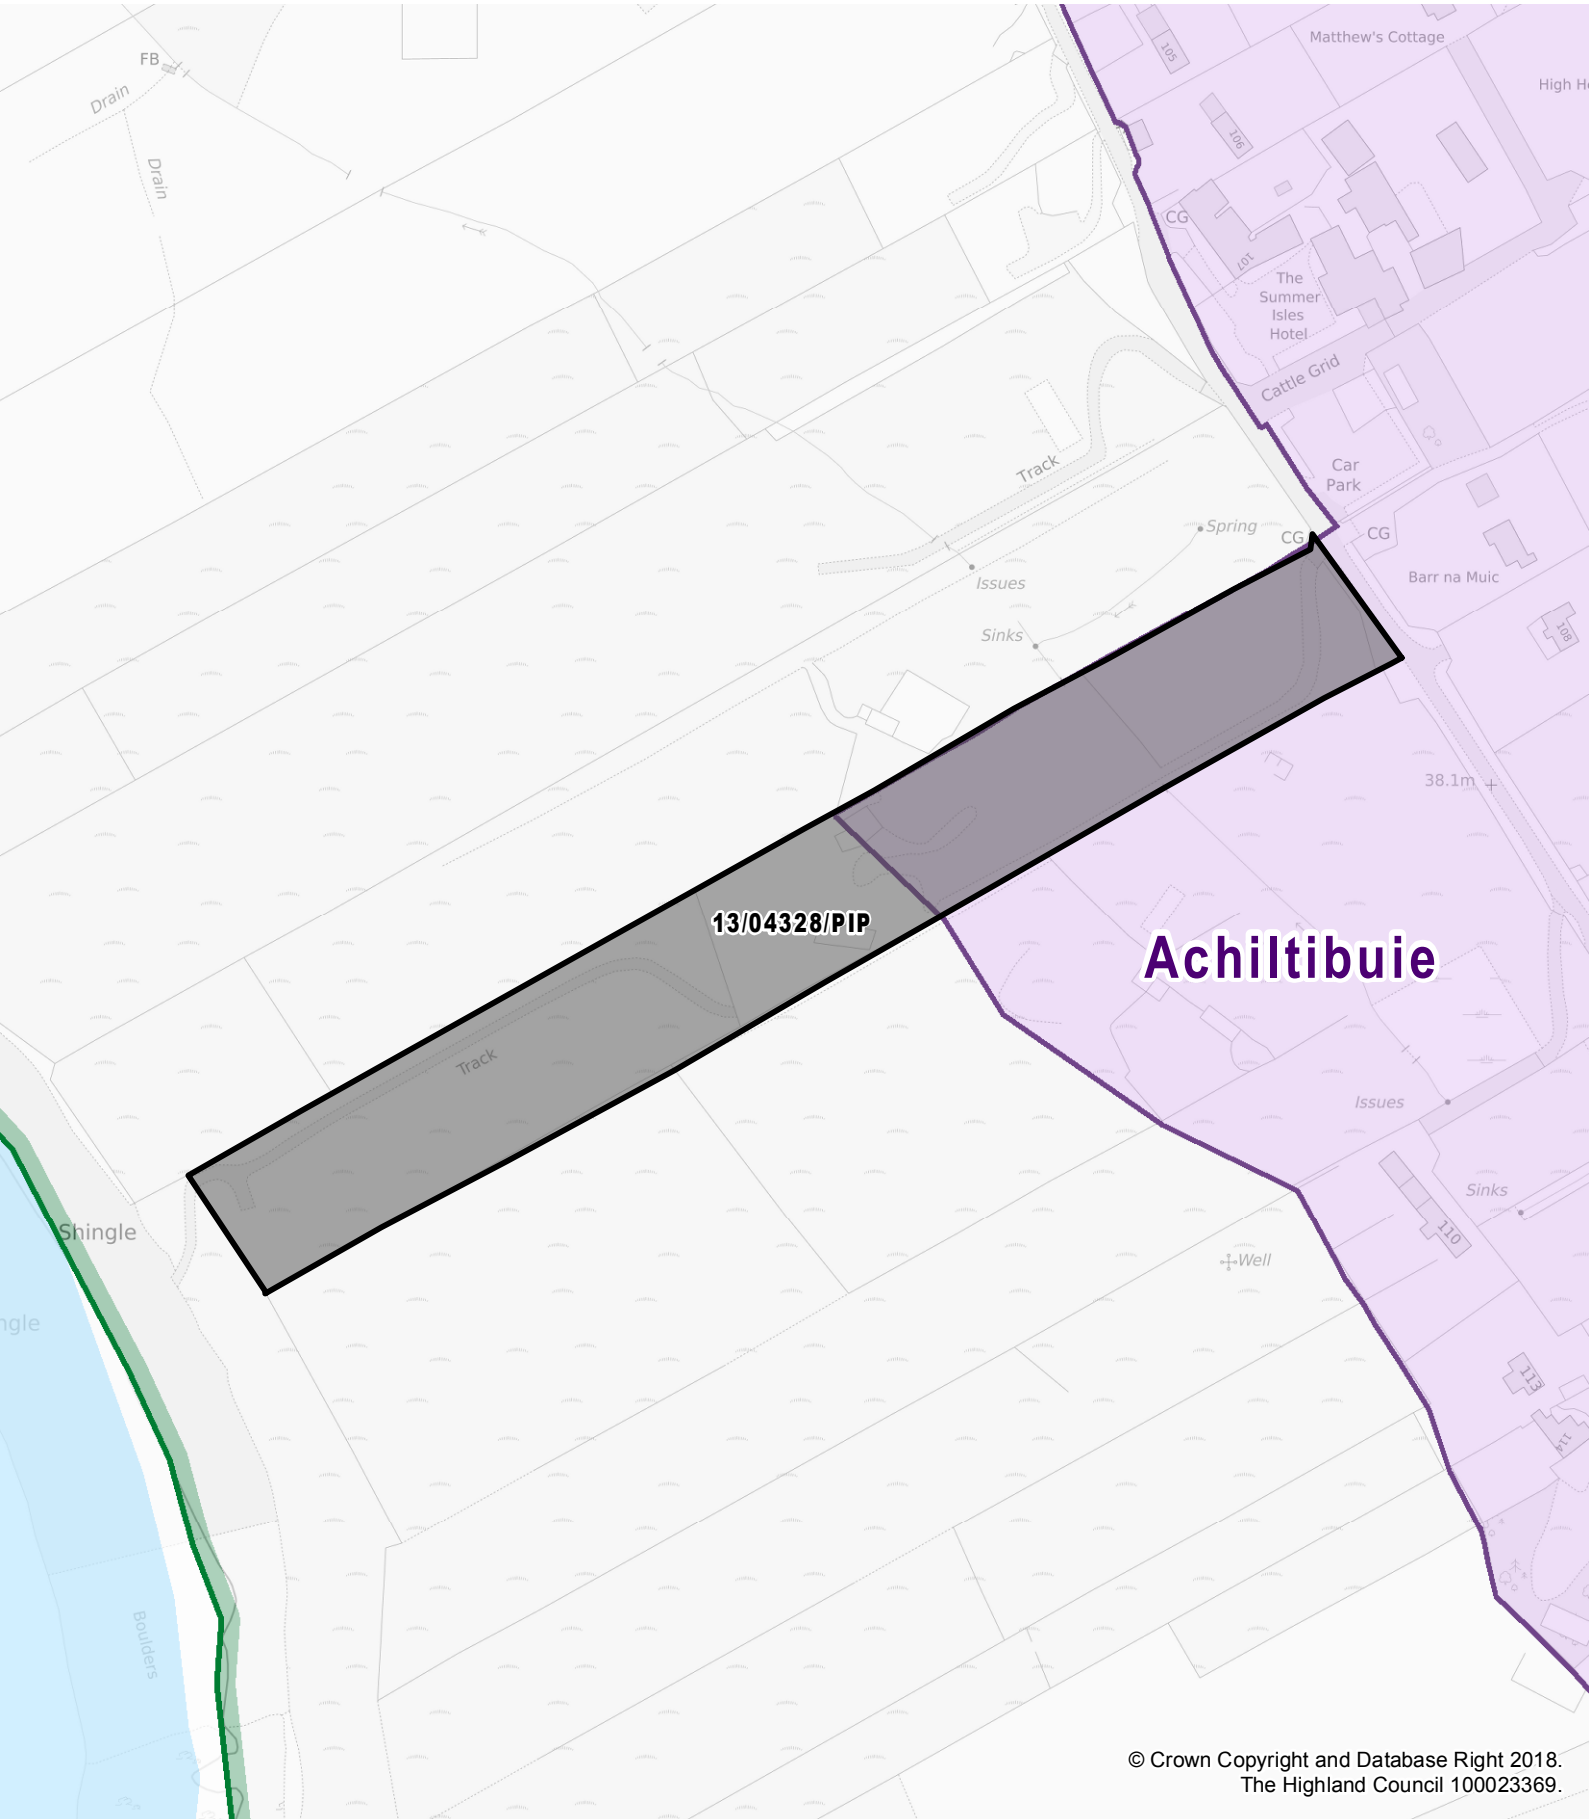 Matthew's Cottage
105
FB
High H
Drain
106
Drain
CG
107
The
Summer
Isles
Hotel
Cattle Grid
Track
Car
Park
Spring
CG
CG
Issues
Barr na Muic
108
Sinks
38.1m
13/04328/PIP
Achiltibuie
Track
Issues
Sinks
Shingle
110
Well
ngle
113
114
Boulders
© Crown Copyright and Database Right 2018.
The Highland Council 100023369.